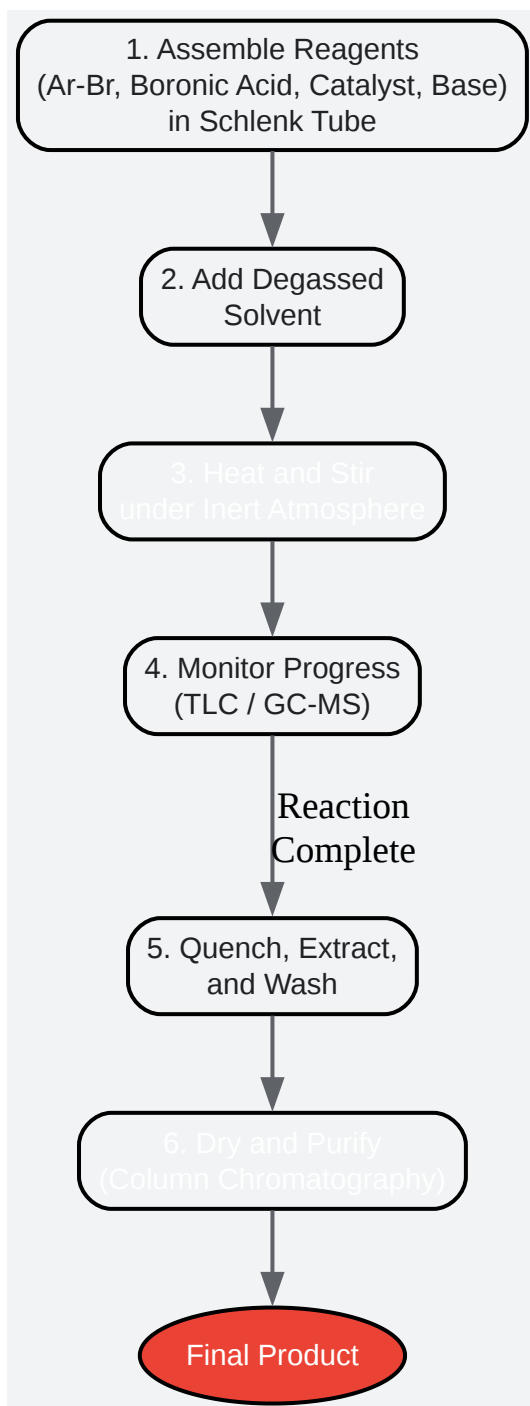 1. Assemble Reagents
(Ar-Br, Boronic Acid, Catalyst, Base)
in Schlenk Tube
2. Add Degassed
Solvent
3. Heat and Stir
under Inert Atmosphere
4. Monitor Progress
(TLC / GC-MS)
Reaction
Complete
5. Quench, Extract,
and Wash
6. Dry and Purify
(Column Chromatography)
Final Product